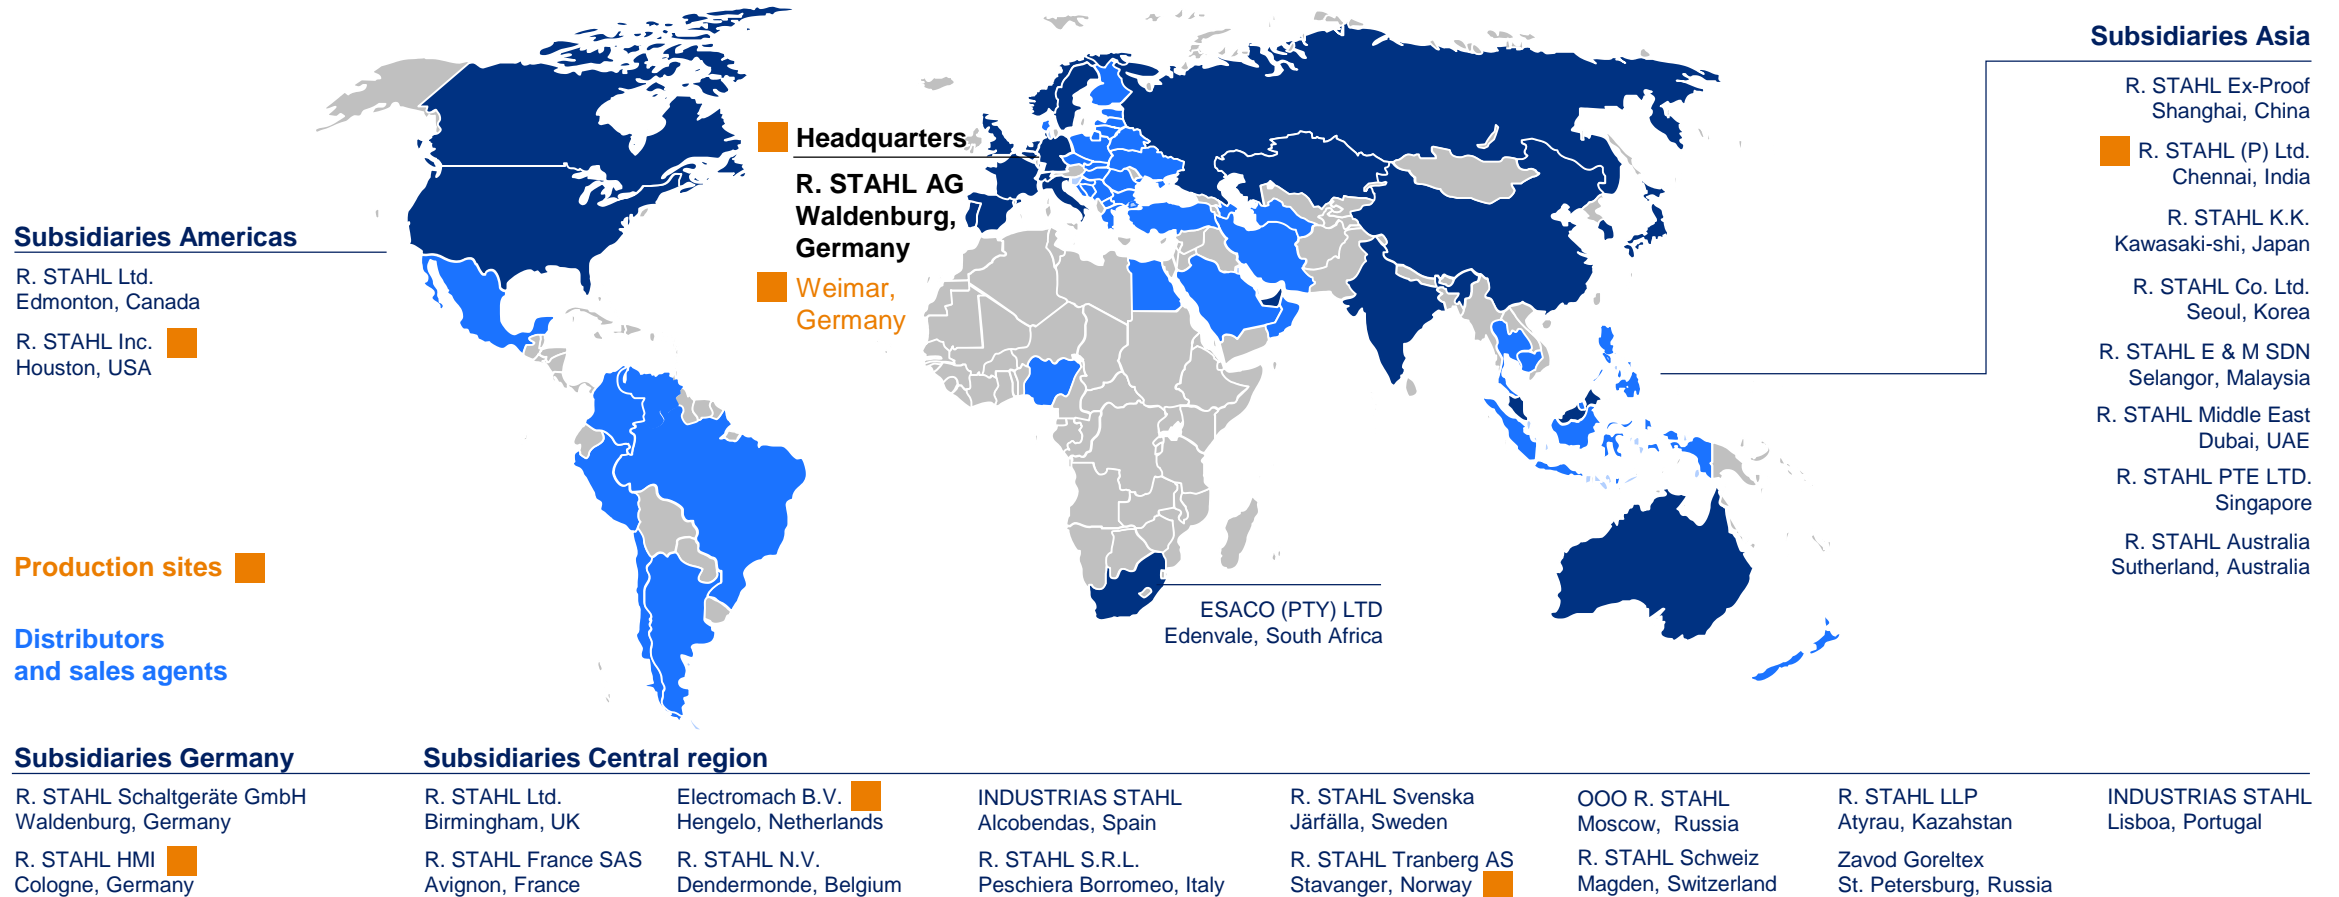 Subsidiaries Asia
R. STAHL Ex-Proof
Shanghai, China
R. STAHL (P) Ltd.
Chennai, India
R. STAHL K.K.
Kawasaki-shi, Japan
R. STAHL Co. Ltd.
Seoul, Korea
R. STAHL E & M SDN
Selangor, Malaysia
R. STAHL Middle East
Dubai, UAE
R. STAHL PTE LTD.
Singapore
R. STAHL Australia
Sutherland, Australia
Headquarters
R. STAHL AG
Waldenburg,
Germany
Weimar,
Germany
Subsidiaries Americas
R. STAHL Ltd.
Edmonton, Canada
R. STAHL Inc.
Houston, USA
Production sites
Distributors
and sales agents
ESACO (PTY) LTD
Edenvale, South Africa
Subsidiaries Germany
R. STAHL Schaltgeräte GmbH
Waldenburg, Germany
R. STAHL HMI
Cologne, Germany
Subsidiaries Central region
R. STAHL Ltd.
Birmingham, UK
R. STAHL France SAS
Avignon, France
Electromach B.V.
Hengelo, Netherlands
R. STAHL N.V.
Dendermonde, Belgium
INDUSTRIAS STAHL
Alcobendas, Spain
R. STAHL S.R.L.
Peschiera Borromeo, Italy
R. STAHL Svenska
Järfälla, Sweden
R. STAHL Tranberg AS
Stavanger, Norway
OOO R. STAHL
Moscow, Russia
R. STAHL Schweiz
Magden, Switzerland
R. STAHL LLP
Atyrau, Kazahstan
Zavod Goreltex
St. Petersburg, Russia
INDUSTRIAS STAHL
Lisboa, Portugal